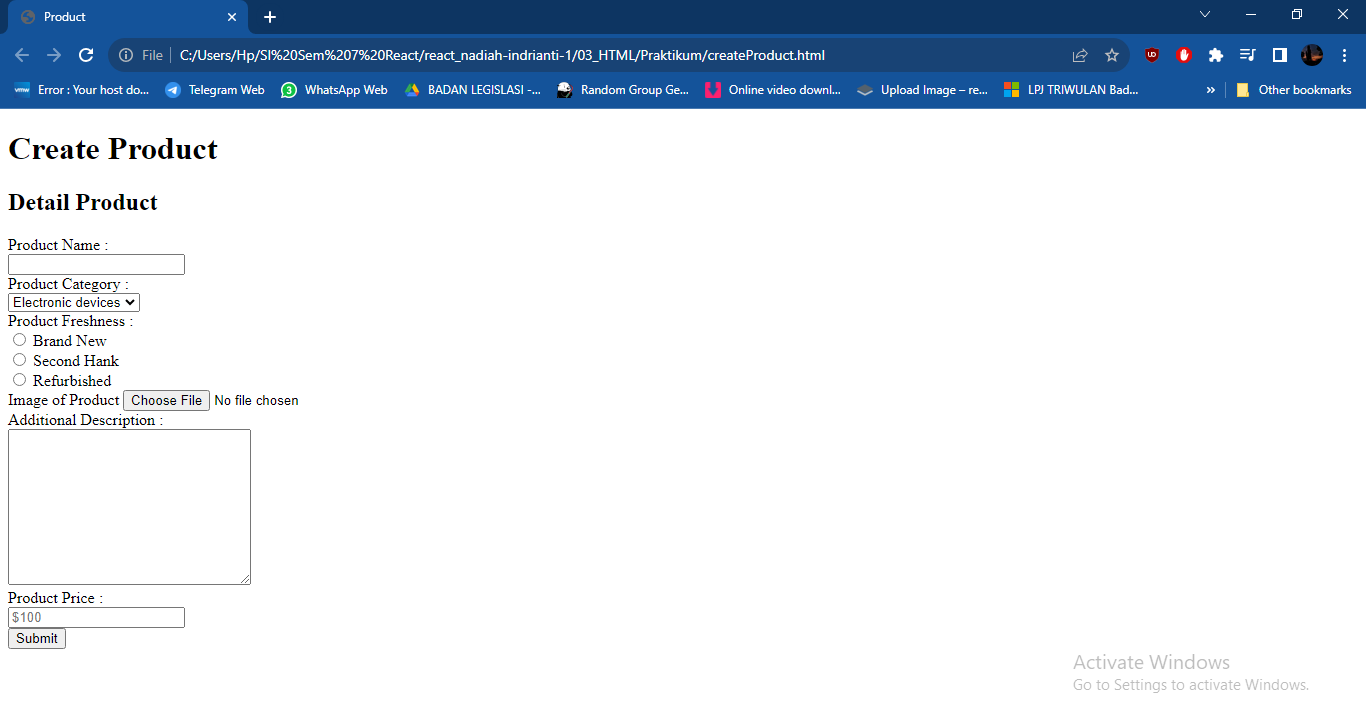 Product
File C:/Users/Hp/SI%20Sem%207%20React/react_nadiah-indrianti-1/03_HTML/Praktikum/createProduct.html
vmw Error : Your host do... Telegram Web 3 WhatsApp Web BADAN LEGISLASI -... Random Group Ge... Online video downl... Upload Image – re... LPJ TRIWULAN Bad... » Other bookmarks
Create Product
Detail Product
Product Name :
Product Category :
Electronic devices
Product Freshness :
Brand New
Second Hank
Refurbished
Image of Product Choose File No file chosen
Additional Description :
Product Price :
$100
Submit
Activate Windows
Go to Settings to activate Windows.